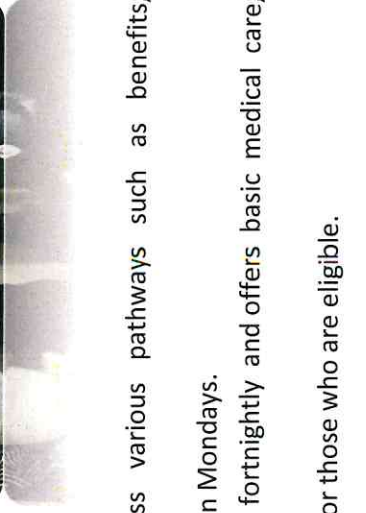 ss various pathways such as benefits,
n Mondays.
fortnightly and offers basic medical care,
or those who are eligible.